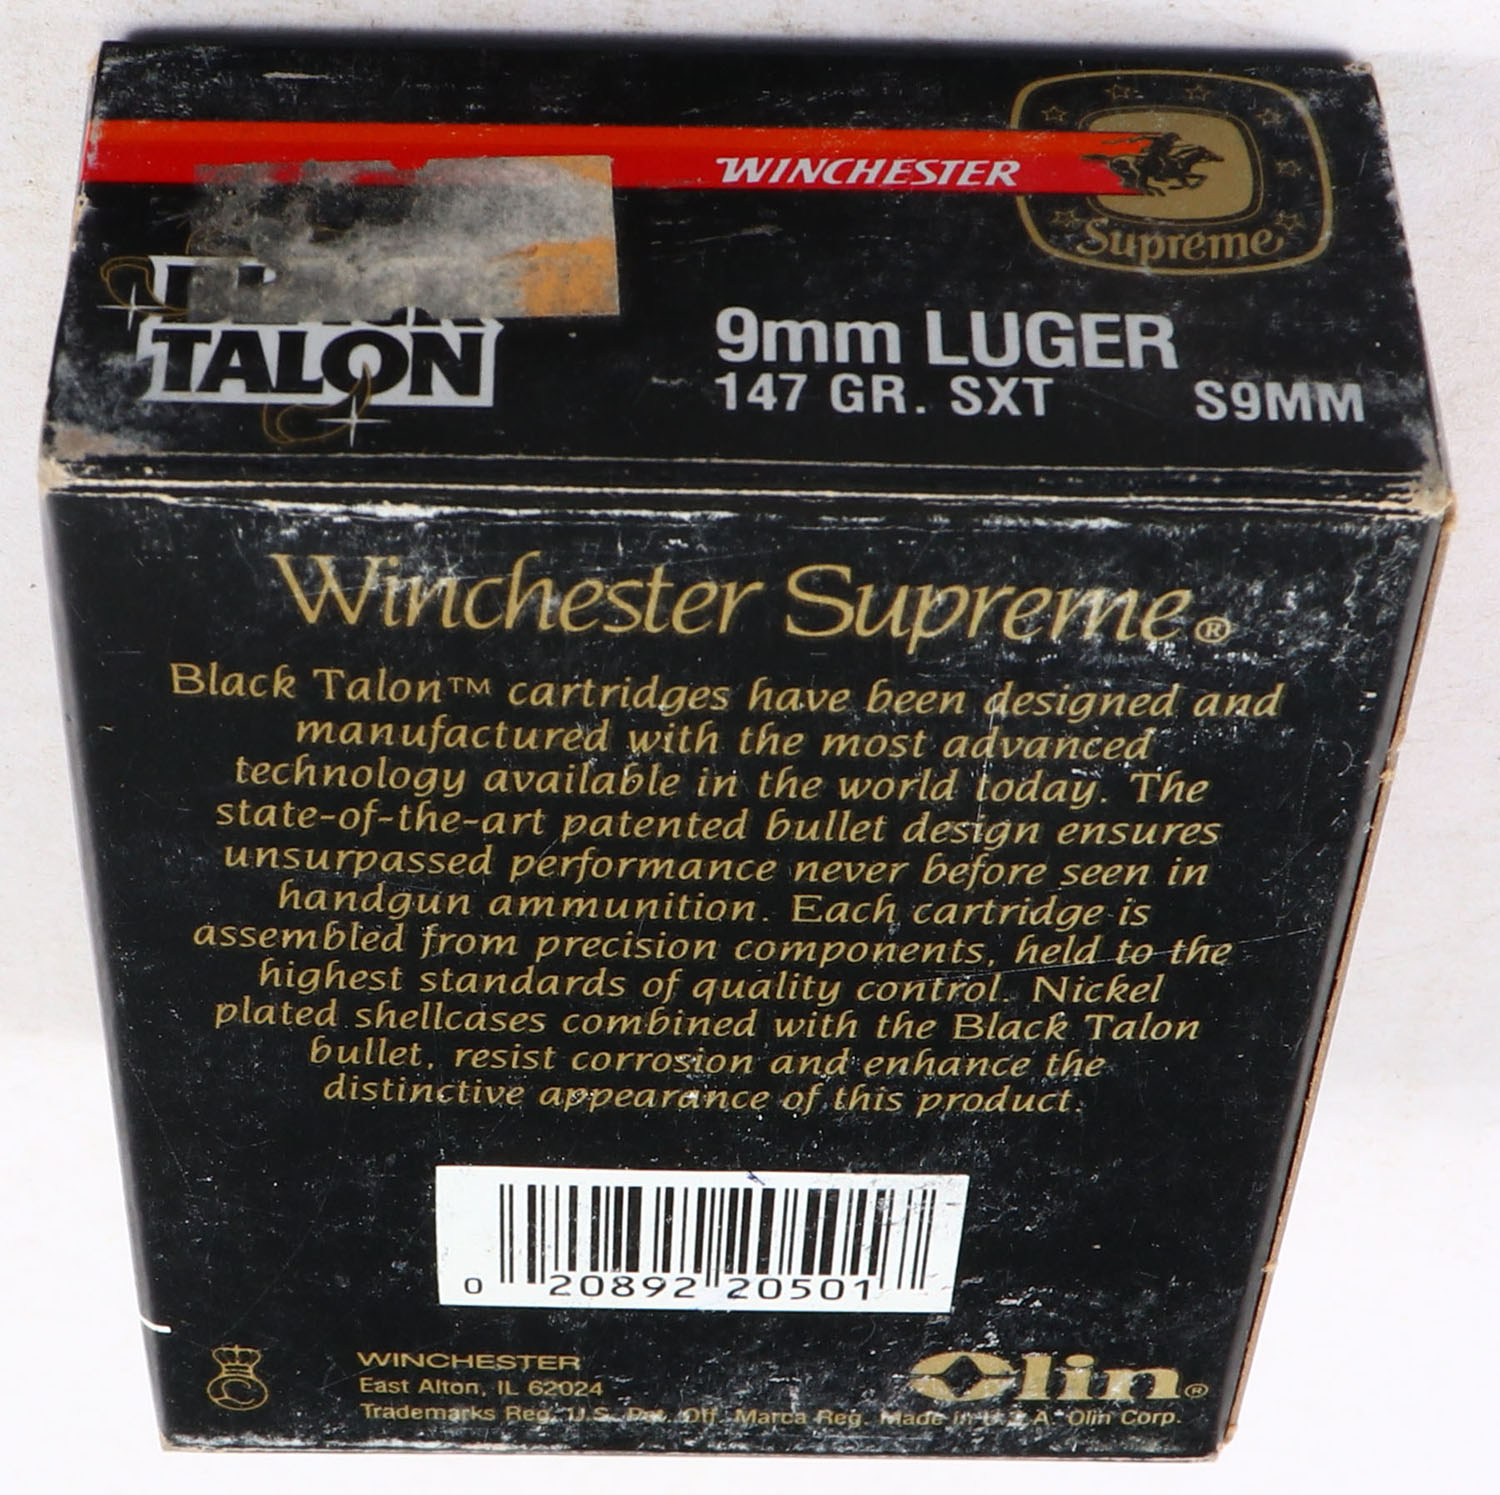 WINCHESTER
Supreme
TALON
9mm LUGER
147 GR. SXT S9MM
Winchester Supreme®
Black Talon™ cartridges have been designed and
manufactured with the most advanced
technology available in the world today. The
state-of-the-art patented bullet design ensures
unsurpassed performance never before seen in
handgun ammunition. Each cartridge is
assembled from precision components, held to the
highest standards of quality control. Nickel
plated shellcases combined with the Black Talon
bullet, resist corrosion and enhance the
distinctive appearance of this product.
0 20892 20501
C
WINCHESTER
East Alton, IL 62024
Trademarks Reg. U.S. Pat. Off. Marca Reg. Made in U.S.A. Olin Corp.
Olin®